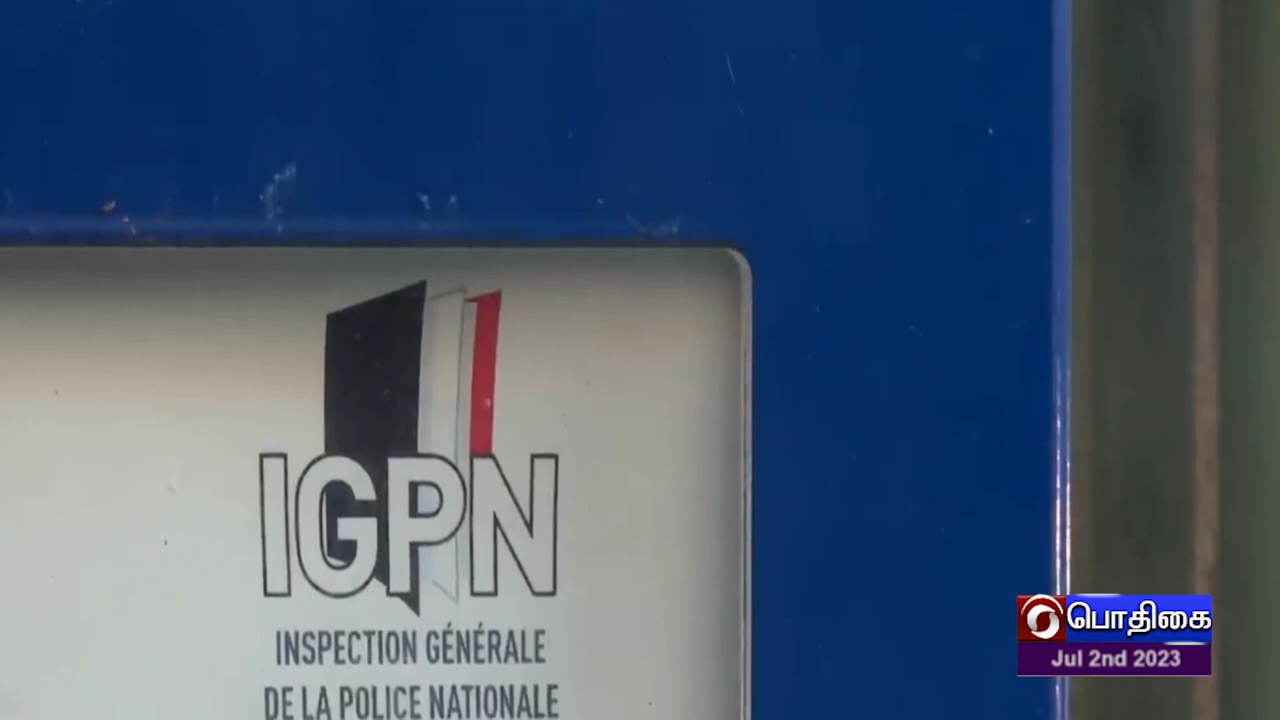 IGPN
INSPECTION GÉNÉRALE
DE LA POLICE NATIONALE
பொதிகை
Jul 2nd 2023